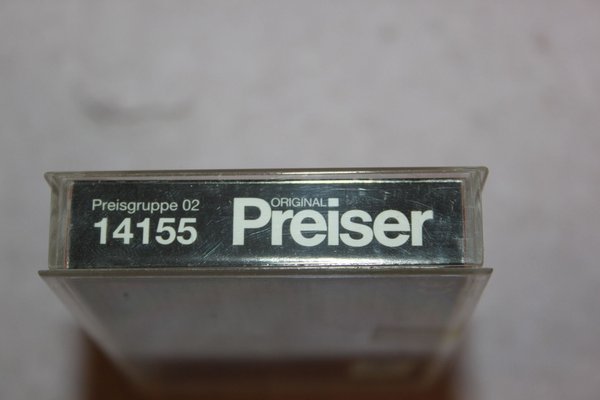 Preisgruppe 02
14155
ORIGINAL
Preiser